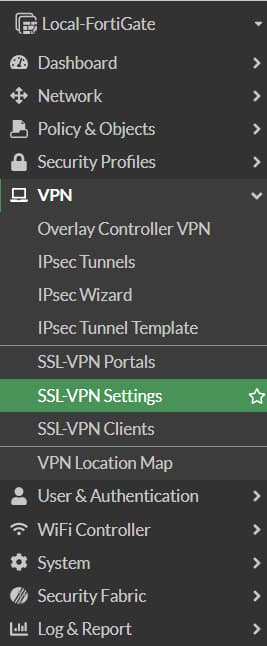 Local-FortiGate
Dashboard
Network
Policy & Objects
Security Profiles
VPN
Overlay Controller VPN
IPsec Tunnels
IPsec Wizard
IPsec Tunnel Template
SSL-VPN Portals
SSL-VPN Settings
SSL-VPN Clients
VPN Location Map
User & Authentication
WiFi Controller
System
Security Fabric
Log & Report